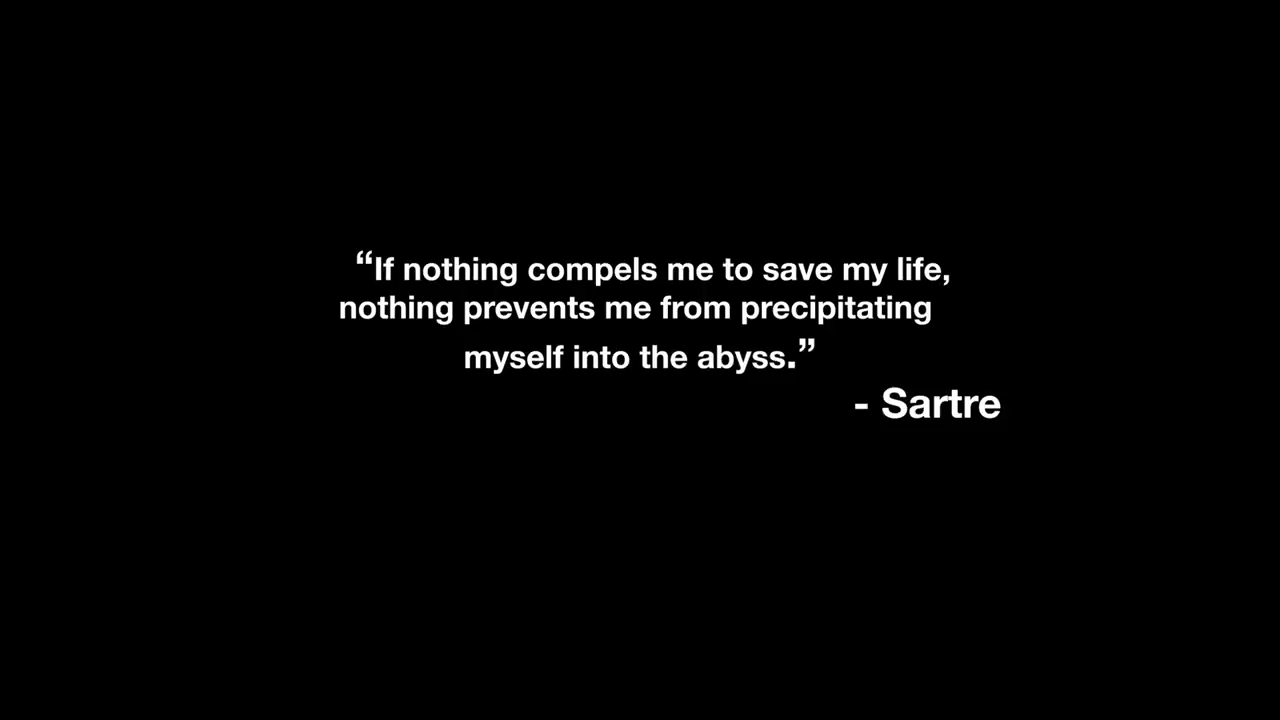 “If nothing compels me to save my life,
nothing prevents me from precipitating
myself into the abyss.”
- Sartre